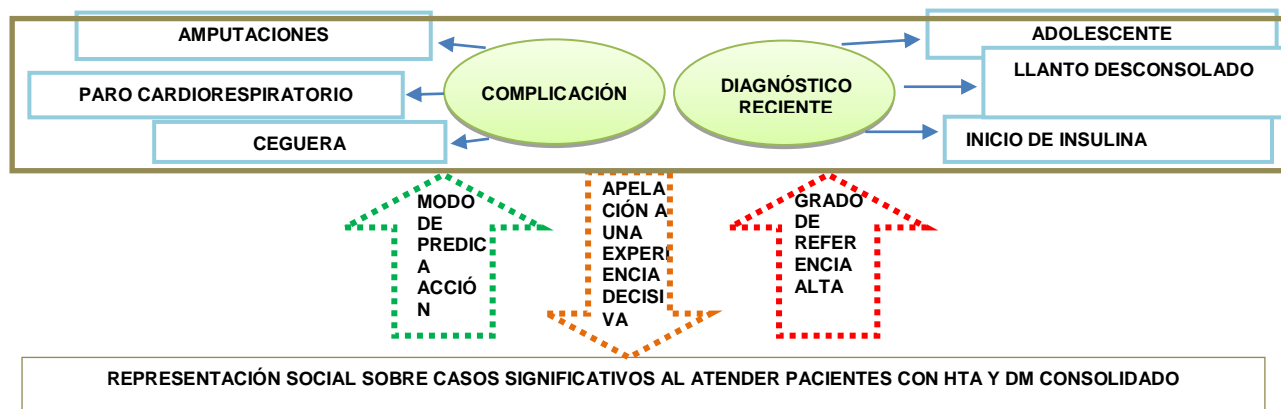 AMPUTACIONES
PARO CARDIORESPIRATORIO
CEGUERA
COMPLICACIÓN
DIAGNÓSTICO
RECIENTE
ADOLESCENTE
LLANTO DESCONSOLADO
INICIO DE INSULINA
MODO
DE
PREDIC
A
ACCIÓ
N
APELA
CIÓN A
UNA
EXPERI
ENCIA
DECISI
VA
GRADO
DE
REFER
ENCIA
ALTA
REPRESENTACIÓN SOCIAL SOBRE CASOS SIGNIFICATIVOS AL ATENDER PACIENTES CON HTA Y DM CONSOLIDADO